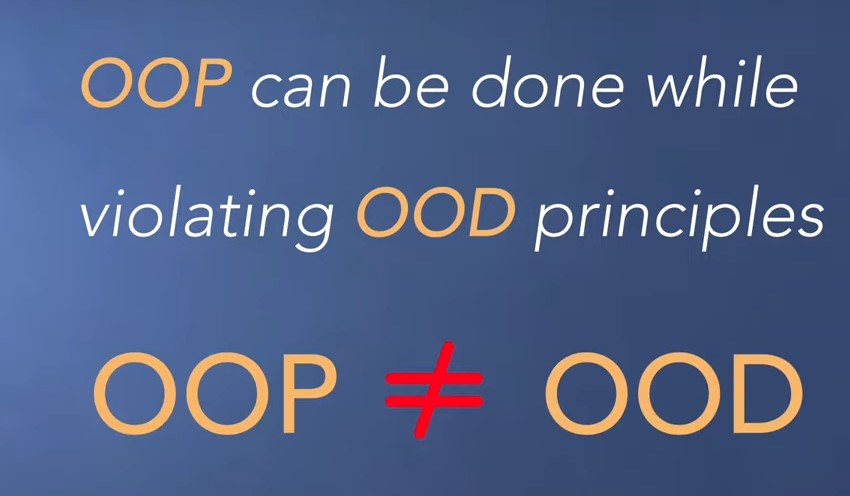 OOP can be done while
violating OOD principles
OOP ≠ OOD